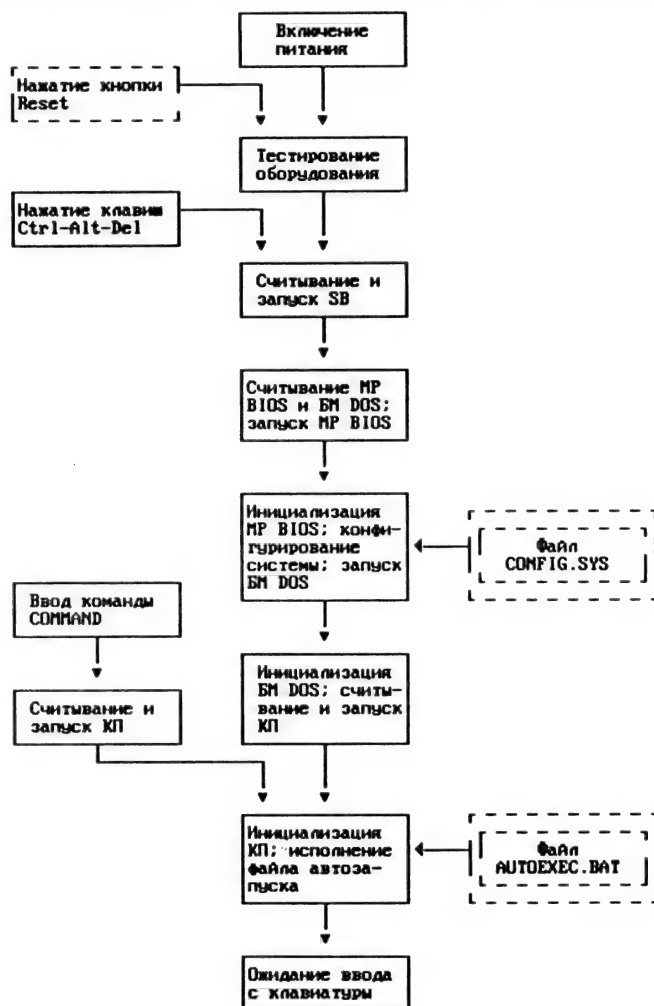 Включение
питания
Нажатие кнопки
Reset
Тестирование
оборудования
Нажатие клавиш
Ctrl-Alt-Del
Считывание и
запуск SB
Считывание МР
BIOS и БМ DOS;
запуск МР BIOS
Инициализация
МР BIOS; конфи-
гурирование
системы; запуск
БМ DOS
Файл
CONFIG.SYS
Ввод команды
COMMAND
Инициализация
БМ DOS; считы-
вание и запуск
КП
Считывание и
запуск КП
Инициализация
КП; исполнение
файла автоза-
пуска
Файл
AUTOEXEC.BAT
Ожидание ввода
с клавиатуры